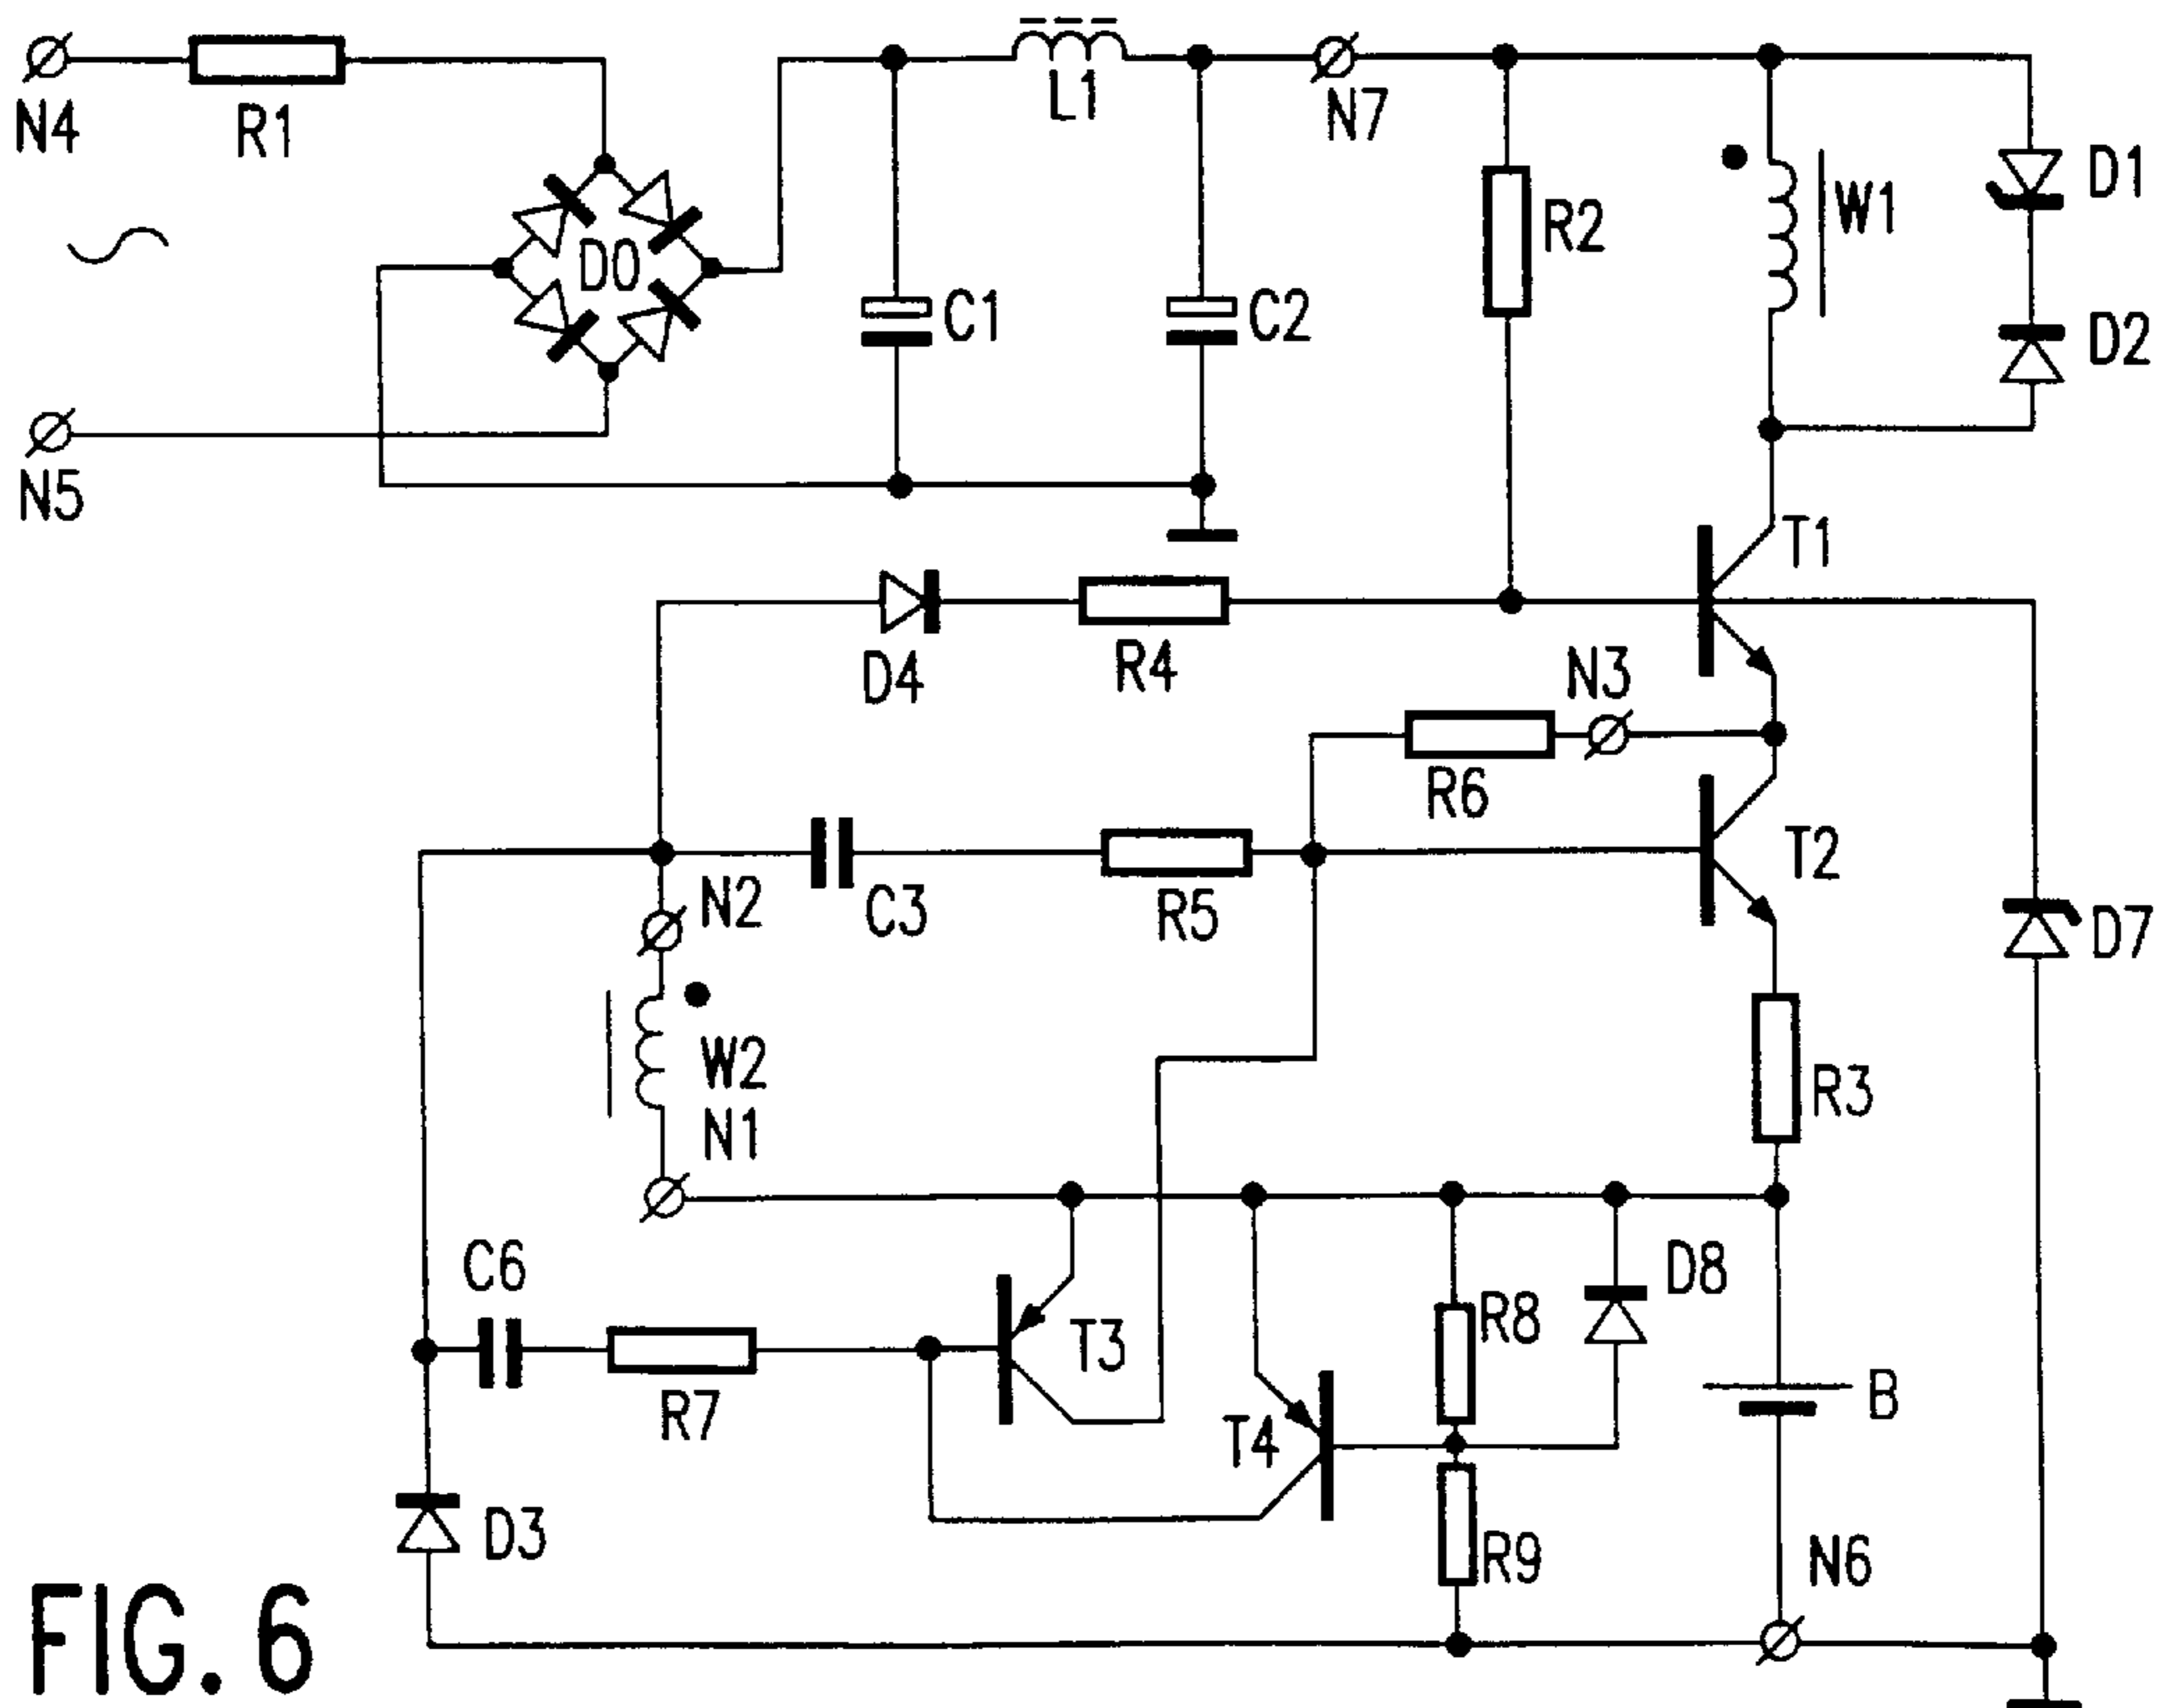 N4
R1
L1
N7
D0
C1
C2
R2
W1
D1
D2
N5
T1
D4
R4
N3
R6
N2
C3
R5
T2
D7
W2
N1
R3
C6
R7
T3
T4
R8
D8
B
D3
R9
N6
FIG. 6